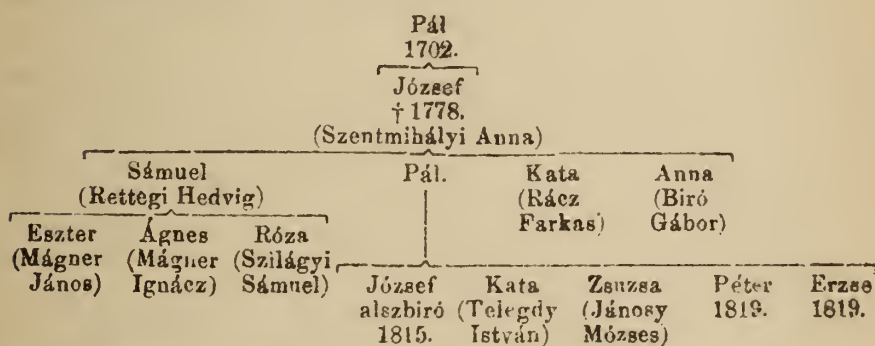 Pál
1702.
József
† 1778.
(Szentmihályi Anna)
Sámuel Pál. Kata Anna
(Rettegi Hedvig) (Rácz (Biró
Farkas) Gábor)
Eszter Ágnes Róza
(Mágner (Mágner (Szilágyi
János) Ignácz) Sámuel)
József Kata Zsuzsa Péter Erzse
alszbiró (Telegdy (Jánosy 1819. 1819.
1815. István) Mózses)